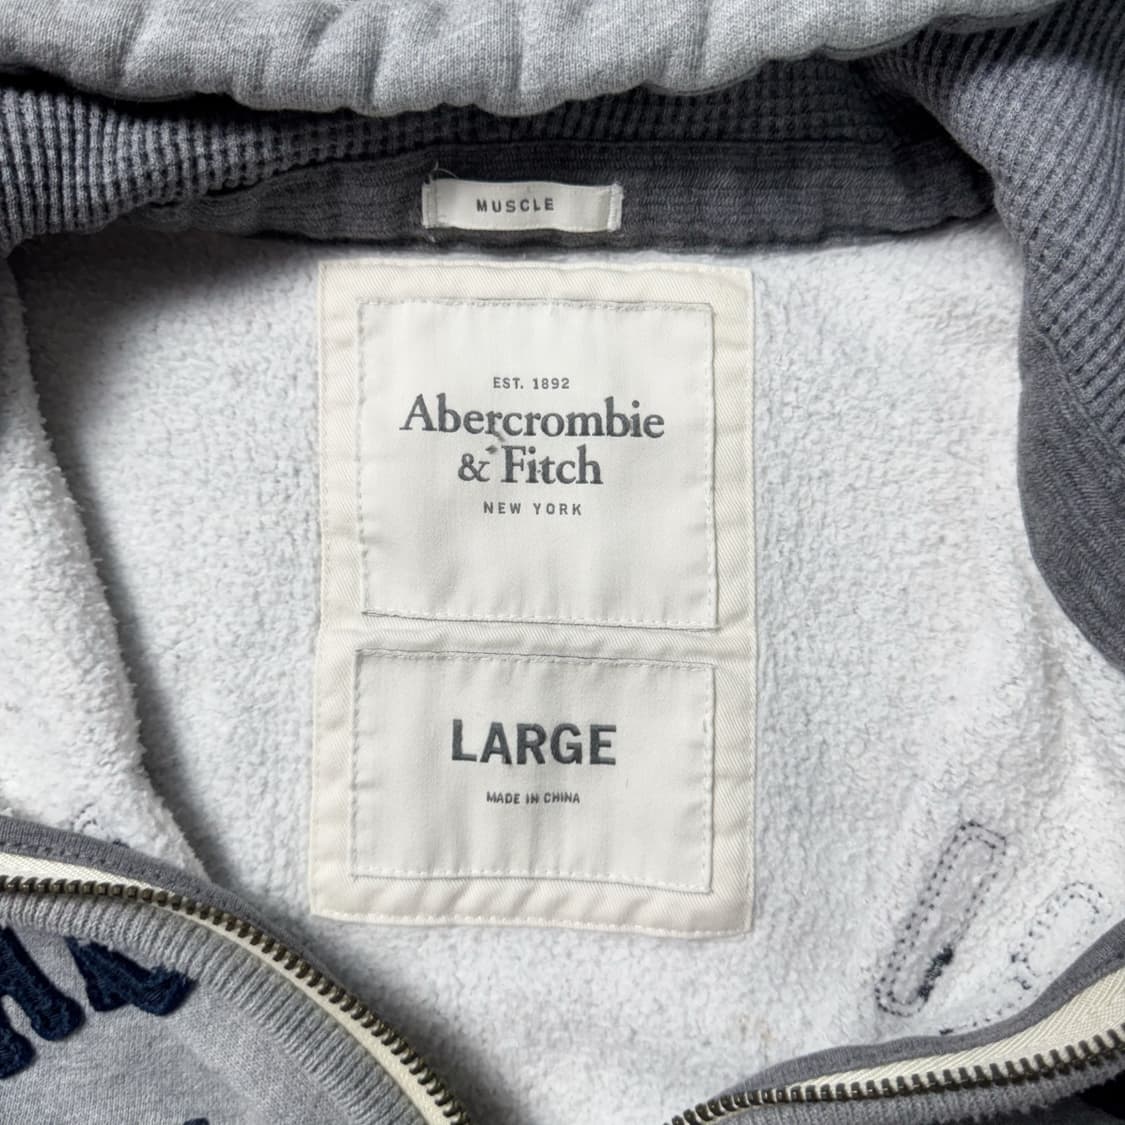 MUSCLE
EST. 1892
Abercrombie
& Fitch
NEW YORK
LARGE
MADE IN CHINA